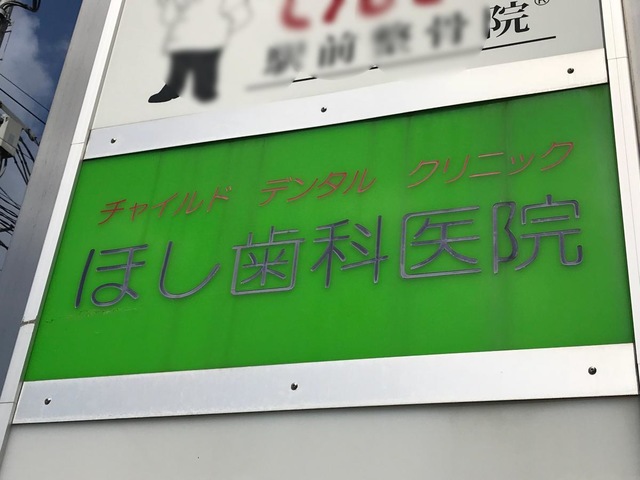 駅前整骨院®
チャイルド デンタル クリニック
ほし歯科医院